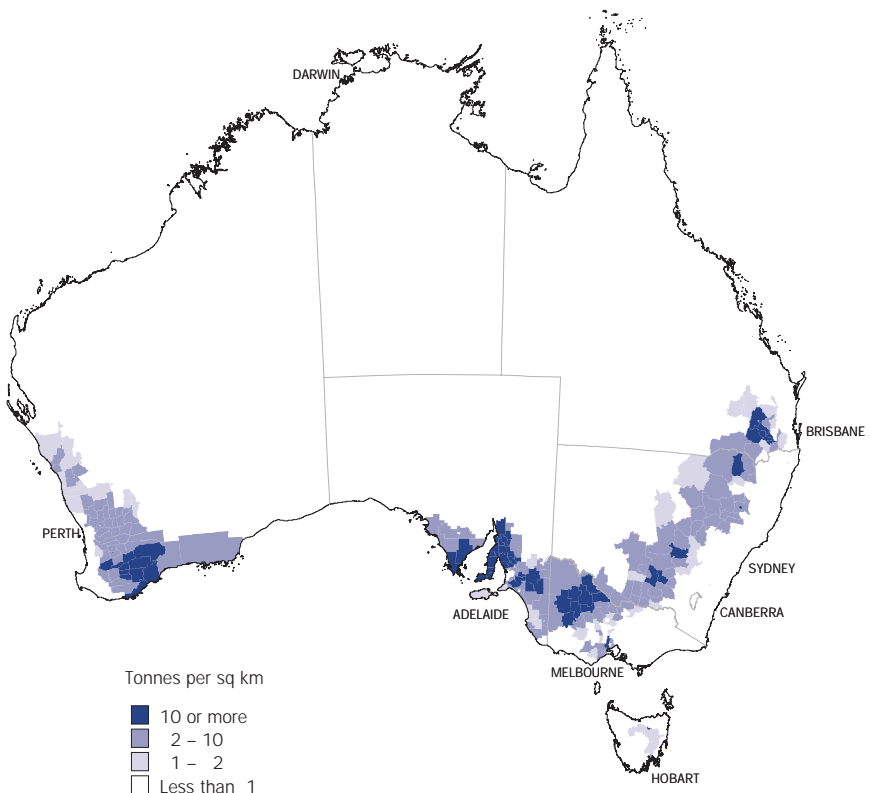 DARWIN
BRISBANE
PERTH
SYDNEY
ADELAIDE
CANBERRA
MELBOURNE
Tonnes per sq km
10 or more
2 – 10
1 – 2
Less than 1
HOBART